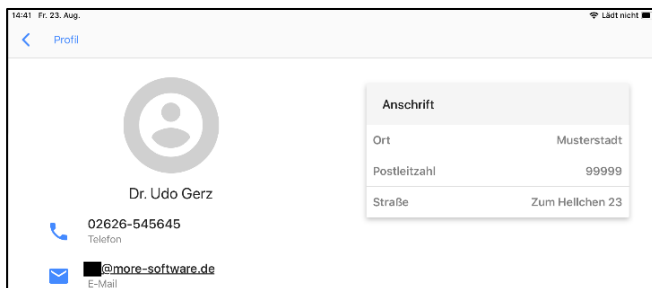 14:41 Fr. 23. Aug.
Lädt nicht
Profil
Dr. Udo Gerz
02626-545645
Telefon
@more-software.de
E-Mail
Anschrift
Ort Musterstadt
Postleitzahl 99999
Straße Zum Hellchen 23